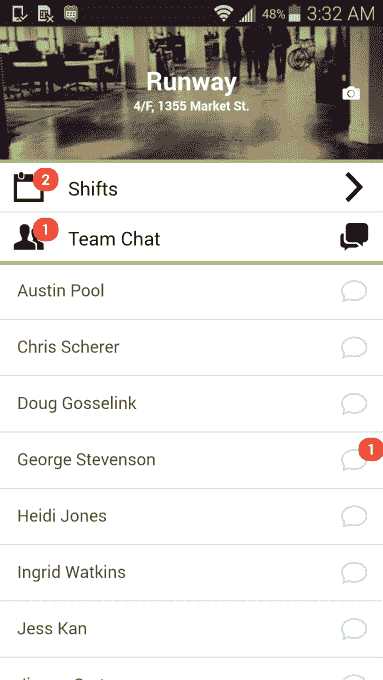 48% 3:32 AM
Runway
4/F, 1355 Market St.
2
Shifts
1
Team Chat
Austin Pool
Chris Scherer
Doug Gosselink
George Stevenson 1
Heidi Jones
Ingrid Watkins
Jess Kan